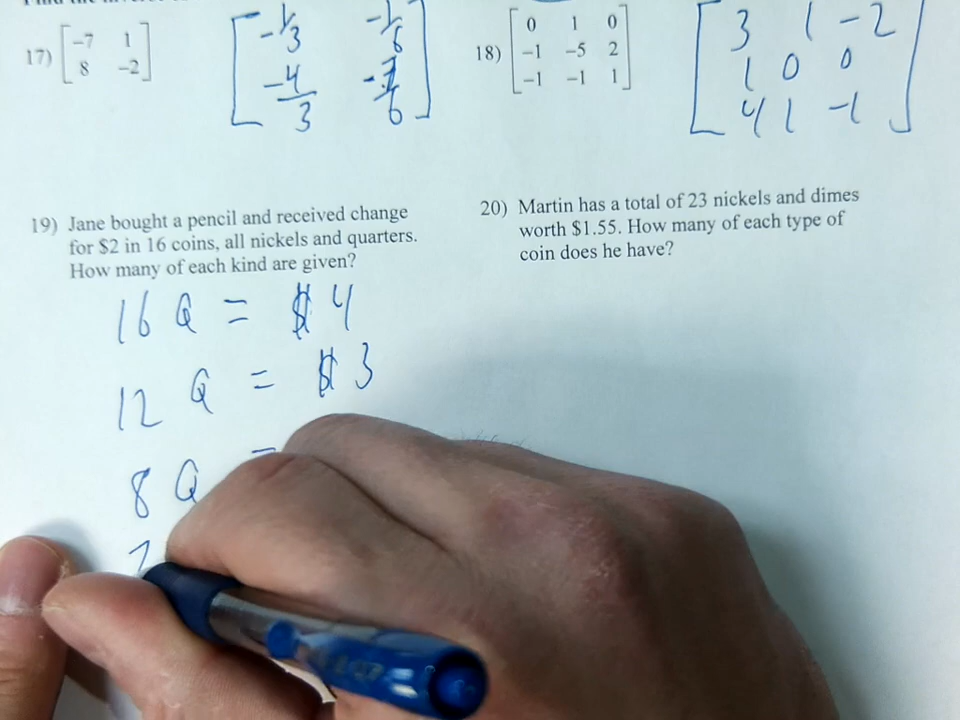 17) [ -7 1 ]
[ 8 -2 ]
[ -1/3 -1/6 ]
[ -4/3 -7/6 ]
18) [ 0 1 0 ]
[ -1 -5 2 ]
[ -1 -1 1 ]
[ 3 1 -2 ]
[ 1 0 0 ]
[ 4 1 -1 ]
19) Jane bought a pencil and received change
for $2 in 16 coins, all nickels and quarters.
How many of each kind are given?
16 Q = $ 4
12 Q = $ 3
8 Q =
20) Martin has a total of 23 nickels and dimes
worth $1.55. How many of each type of
coin does he have?